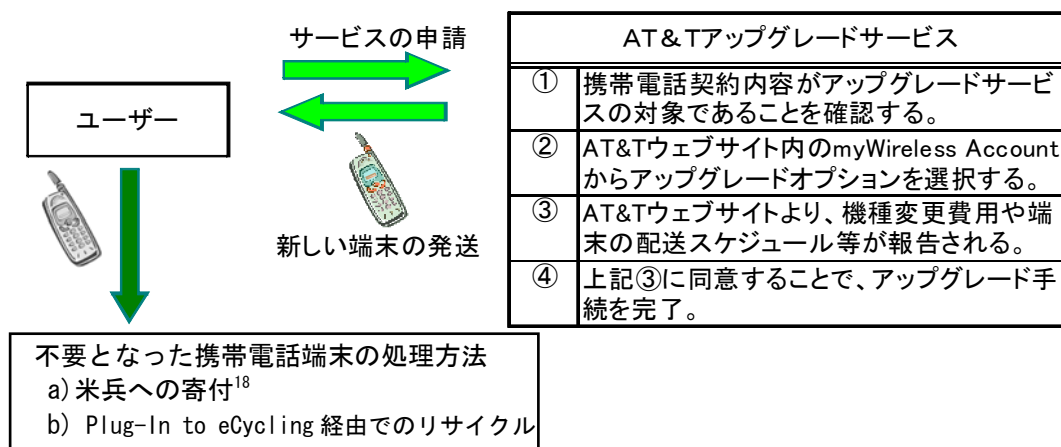 サービスの申請
ユーザー
新しい端末の発送
AT&Tアップグレードサービス
① 携帯電話契約内容がアップグレードサービ
スの対象であることを確認する。
② AT&Tウェブサイト内のmyWireless Account
からアップグレードオプションを選択する。
③ AT&Tウェブサイトより、機種変更費用や端
末の配送スケジュール等が報告される。
④ 上記③に同意することで、アップグレード手
続を完了。
不要となった携帯電話端末の処理方法
a)米兵への寄付18
b) Plug-In to eCycling 経由でのリサイクル